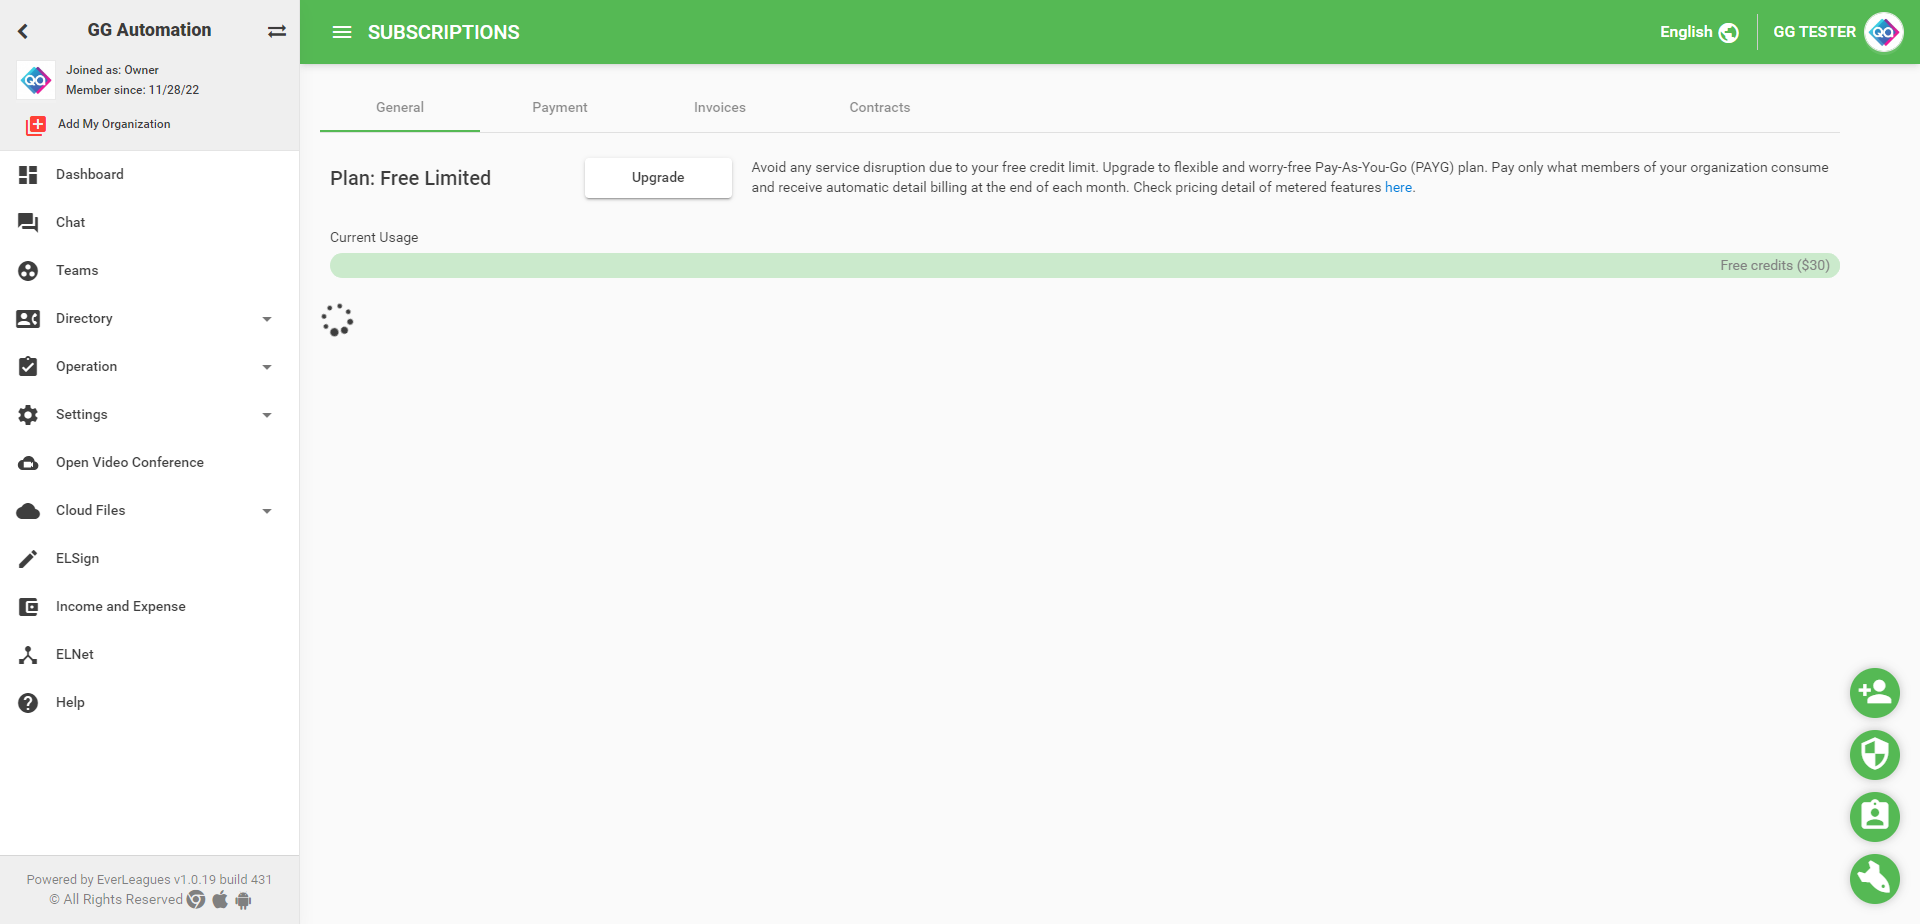 GG Automation
Joined as: Owner
Member since: 11/28/22
Add My Organization
Dashboard
Chat
Teams
Directory
Operation
Settings
Open Video Conference
Cloud Files
ELSign
Income and Expense
ELNet
Help
Powered by EverLeagues v1.0.19 build 431
© All Rights Reserved
SUBSCRIPTIONS
English
GG TESTER
General
Payment
Invoices
Contracts
Plan: Free Limited
Upgrade
Avoid any service disruption due to your free credit limit. Upgrade to flexible and worry-free Pay-As-You-Go (PAYG) plan. Pay only what members of your organization consume
and receive automatic detail billing at the end of each month. Check pricing detail of metered features here.
Current Usage
Free credits ($30)
QA
QA